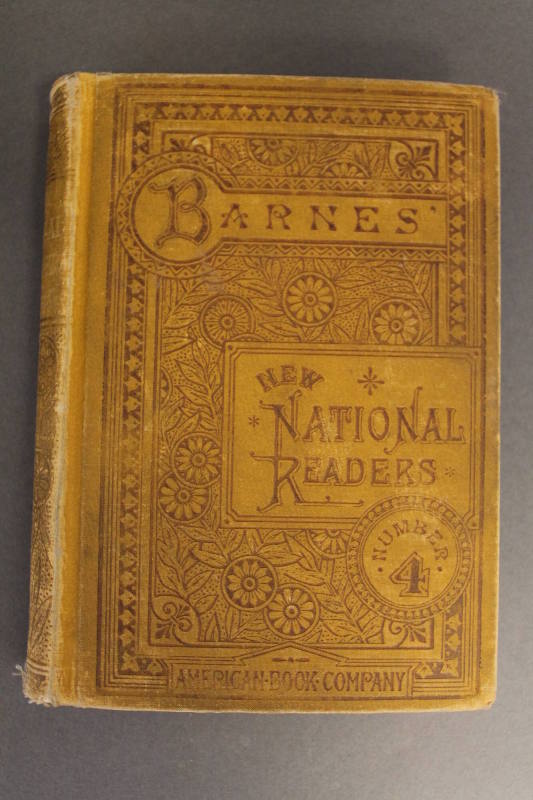 BARNES'
NEW
NATIONAL
READERS
NUMBER
4
AMERICAN·BOOK·COMPANY